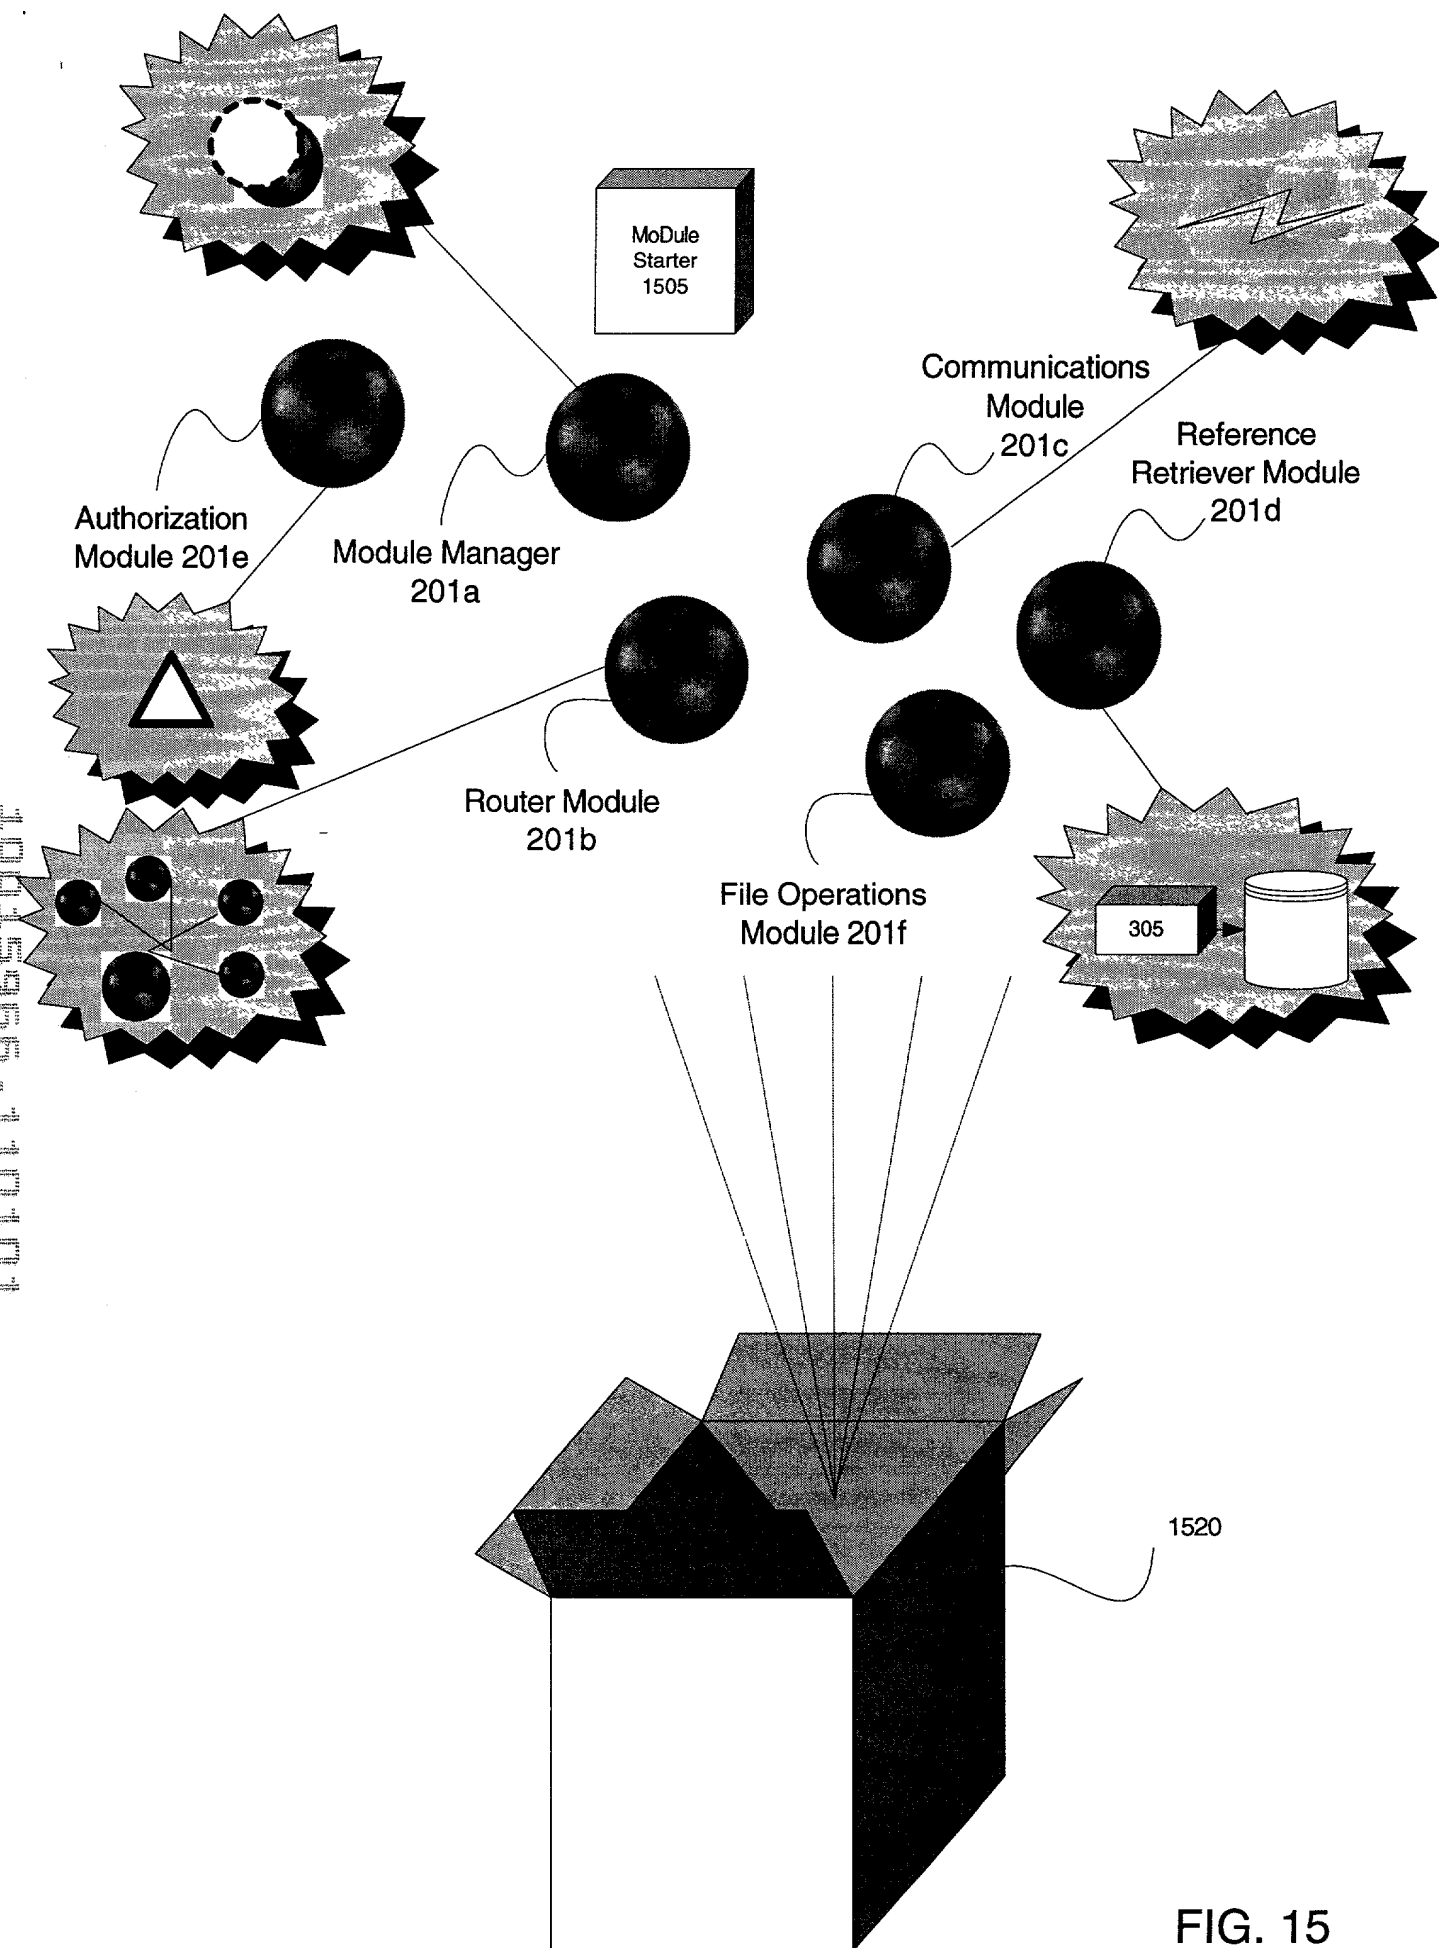 MoDule
Starter
1505
Communications
Module
201c
Reference
Retriever Module
201d
Authorization
Module 201e
Module Manager
201a
Router Module
201b
File Operations
Module 201f
305
1520
FIG. 15